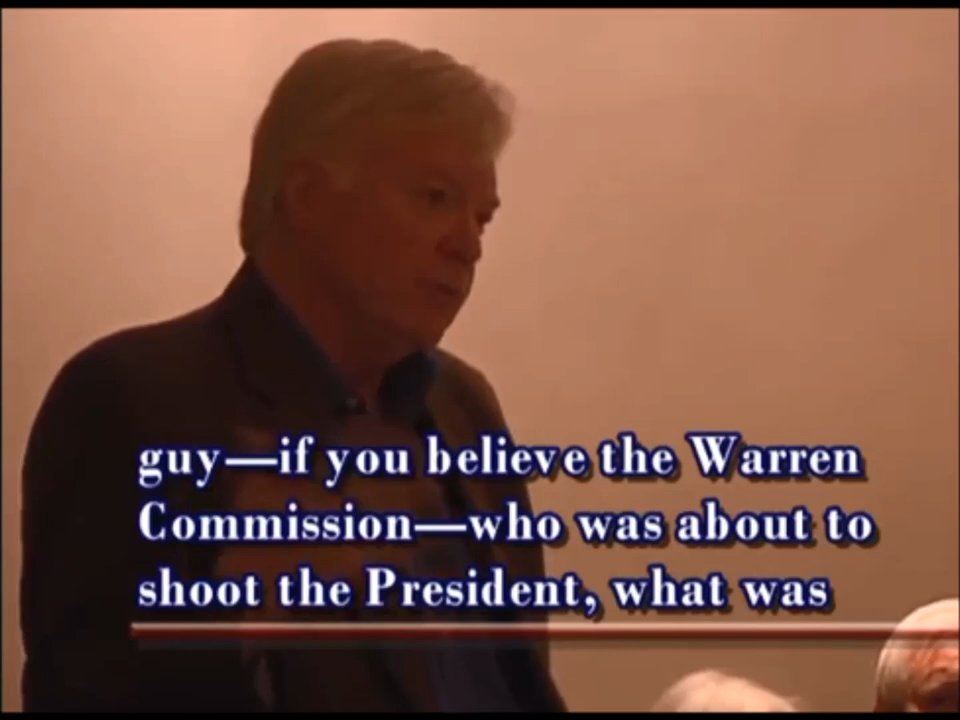 guy—if you believe the Warren
Commission—who was about to
shoot the President, what was